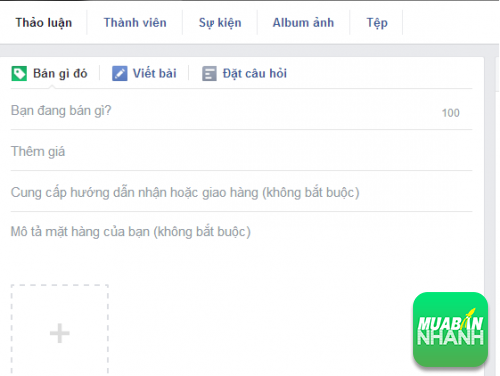 Thảo luận Thành viên Sự kiện Album ảnh Tệp
Bán gì đó Viết bài Đặt câu hỏi
Bạn đang bán gì? 100
Thêm giá
Cung cấp hướng dẫn nhận hoặc giao hàng (không bắt buộc)
Mô tả mặt hàng của bạn (không bắt buộc)
+
MUABÁN
NHANH